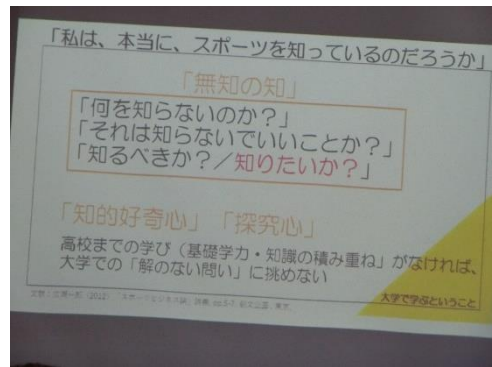 「私は、本当に、スポーツを知っているのだろうか」
「無知の知」
「何を知らないのか？」
「それは知らないでいいことか？」
「知るべきか？／知りたいか？」
「知的好奇心」「探究心」
高校までの学び（基礎学力・知識の積み重ね）がなければ、
大学での「解のない問い」に挑めない
大学で学ぶということ